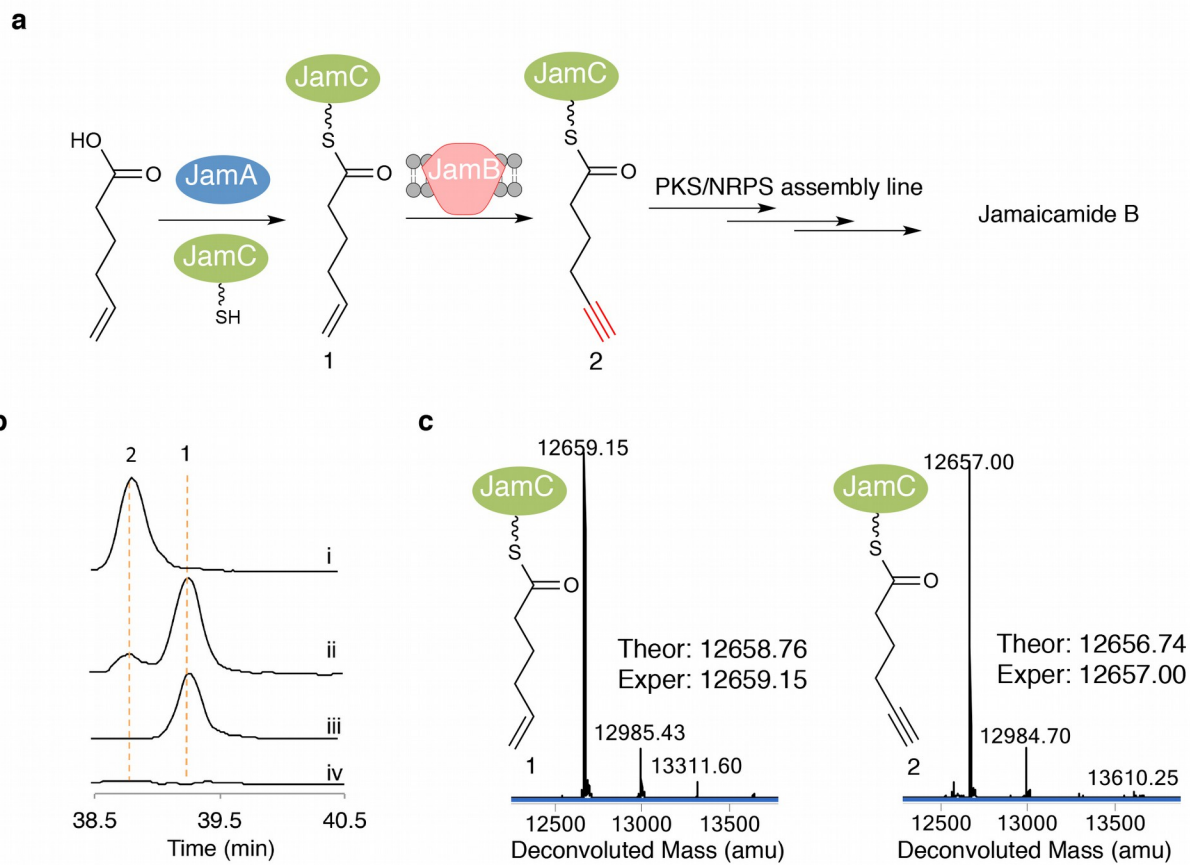 a
JamC
JamC
HO
O
JamA
S
O
JamB
S
O
PKS/NRPS assembly line
Jamaicamide B
JamC
SH
1
2
b
2
1
i
ii
iii
iv
38.5
39.5
40.5
Time (min)
c
12659.15
JamC
S
O
Theor: 12658.76
Exper: 12659.15
12985.43
13311.60
1
12500
13000
13500
Deconvoluted Mass (amu)
12657.00
JamC
S
O
Theor: 12656.74
Exper: 12657.00
12984.70
13610.25
2
12500
13000
13500
Deconvoluted Mass (amu)